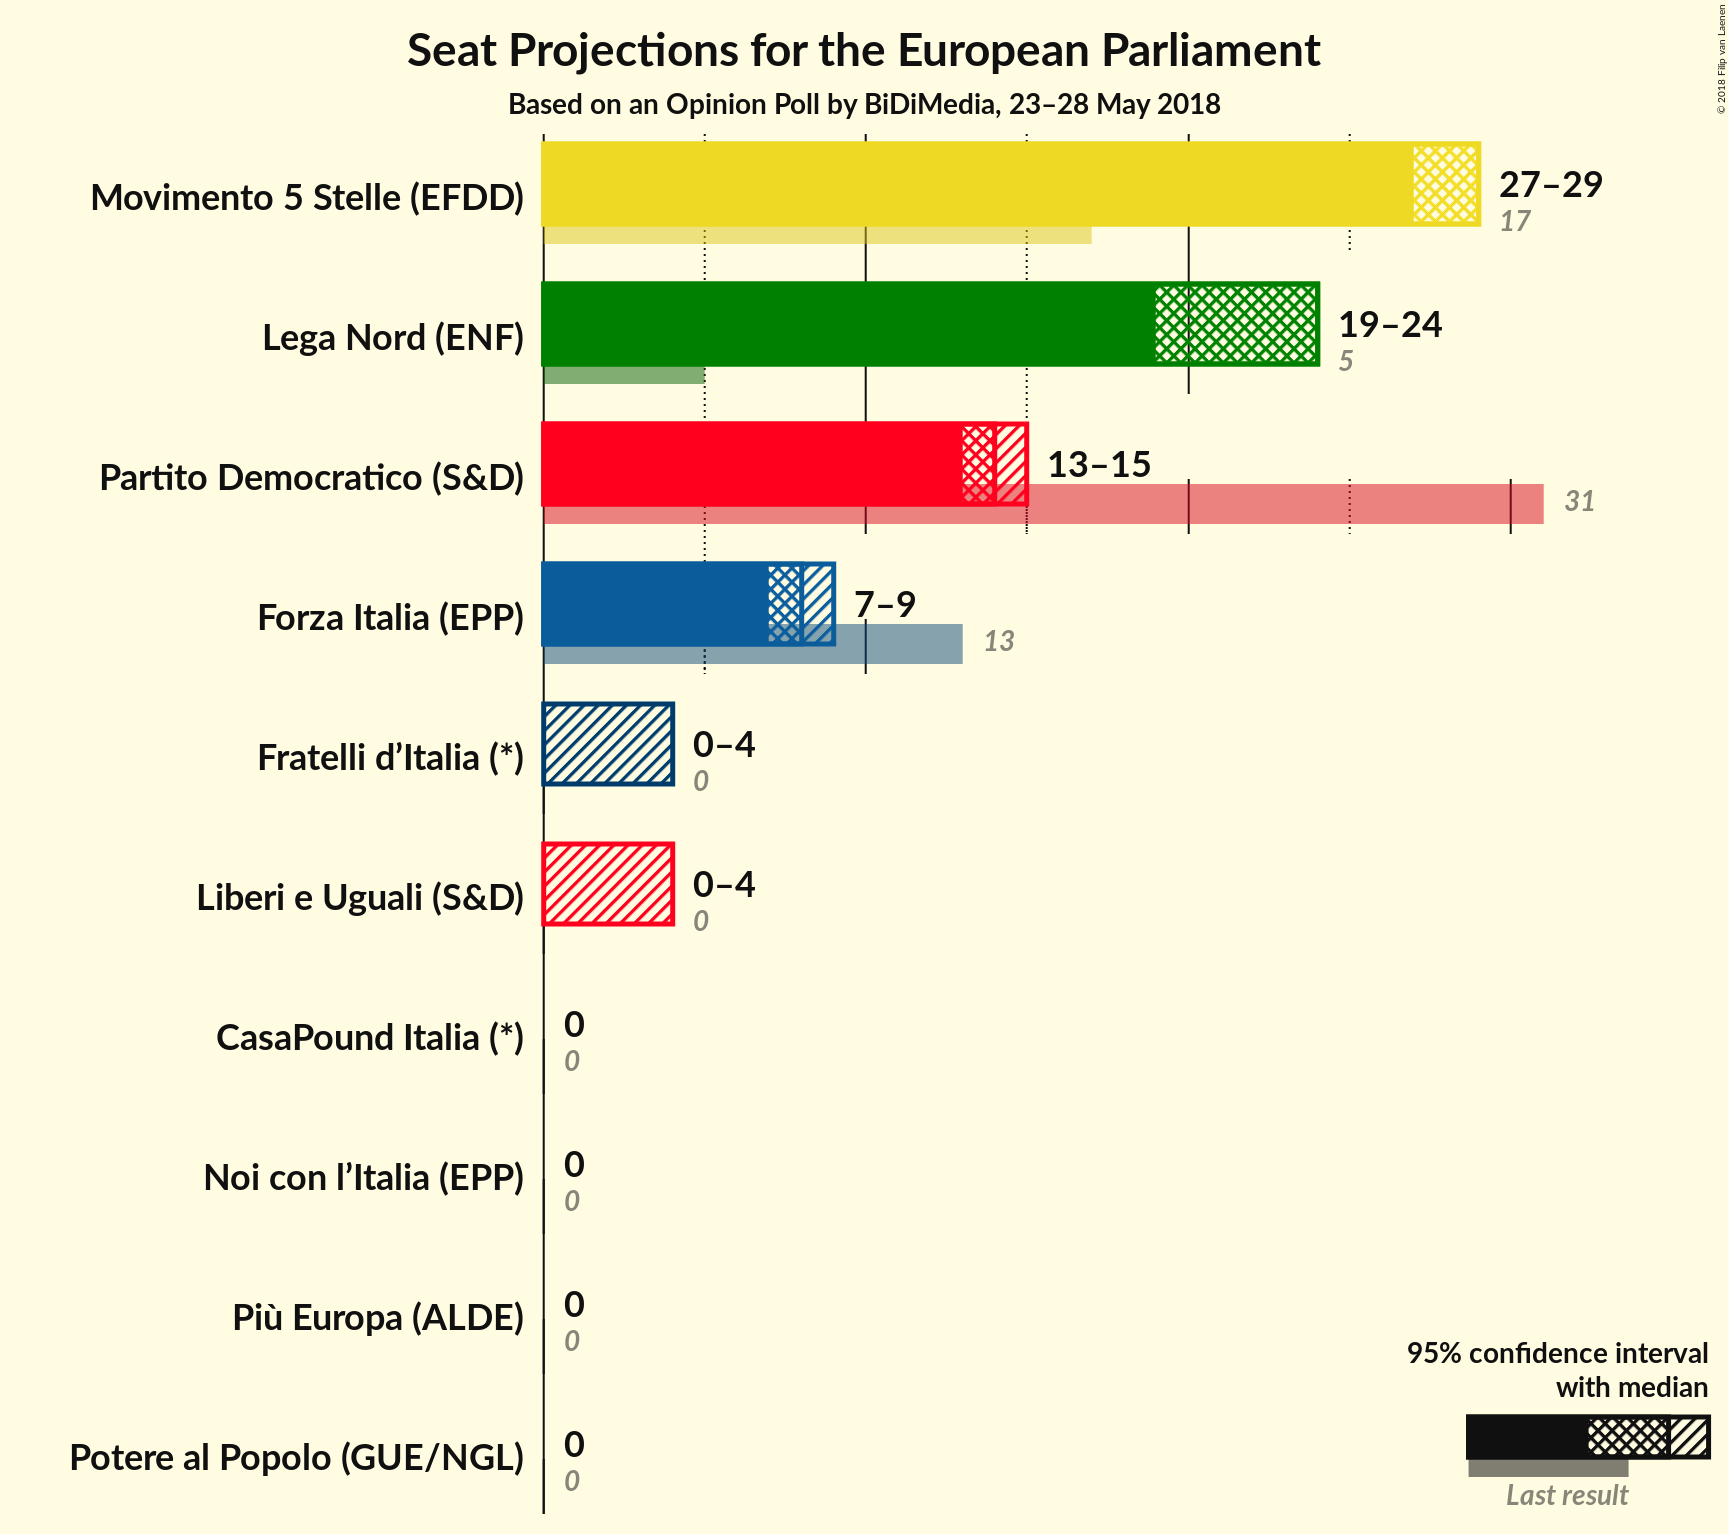 Seat Projections for the European Parliament
Based on an Opinion Poll by BiDiMedia, 23–28 May 2018
© 2018 Filip van Laenen
Movimento 5 Stelle (EFDD)
27–29
17
Lega Nord (ENF)
19–24
5
Partito Democratico (S&D)
13–15
31
Forza Italia (EPP)
7–9
13
Fratelli d’Italia (*)
0–4
0
Liberi e Uguali (S&D)
0–4
0
CasaPound Italia (*)
0
0
Noi con l’Italia (EPP)
0
0
Più Europa (ALDE)
0
0
Potere al Popolo (GUE/NGL)
0
0
95% confidence interval
with median
Last result